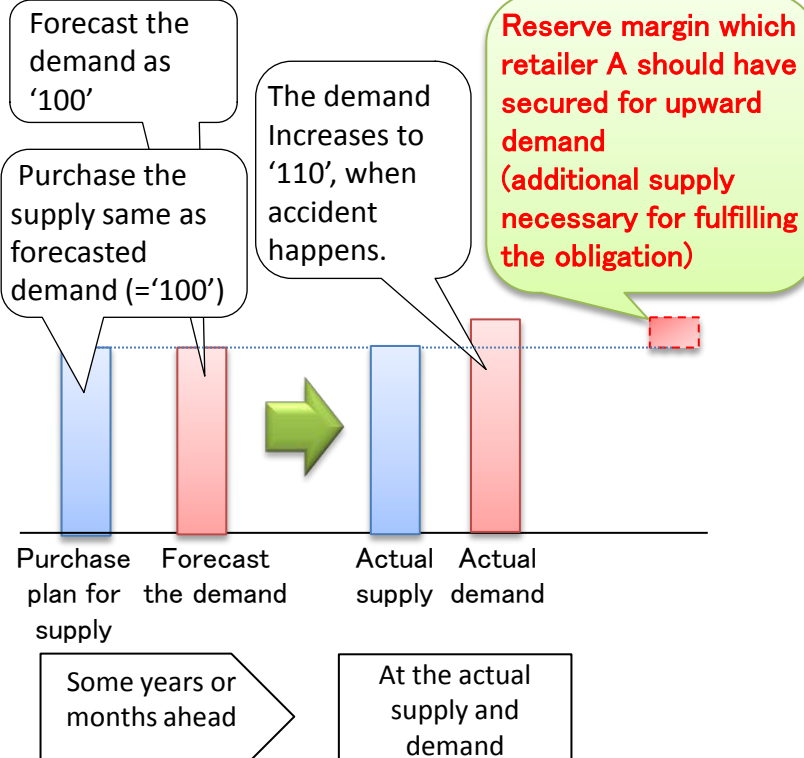 Forecast the
demand as
‘100’
Purchase the
supply same as
forecasted
demand (=‘100’)
The demand
Increases to
‘110’, when
accident
happens.
Reserve margin which
retailer A should have
secured for upward
demand
(additional supply
necessary for fulfilling
the obligation)
Purchase
plan for
supply
Forecast
the demand
Actual
supply
Actual
demand
Some years or
months ahead
At the actual
supply and
demand